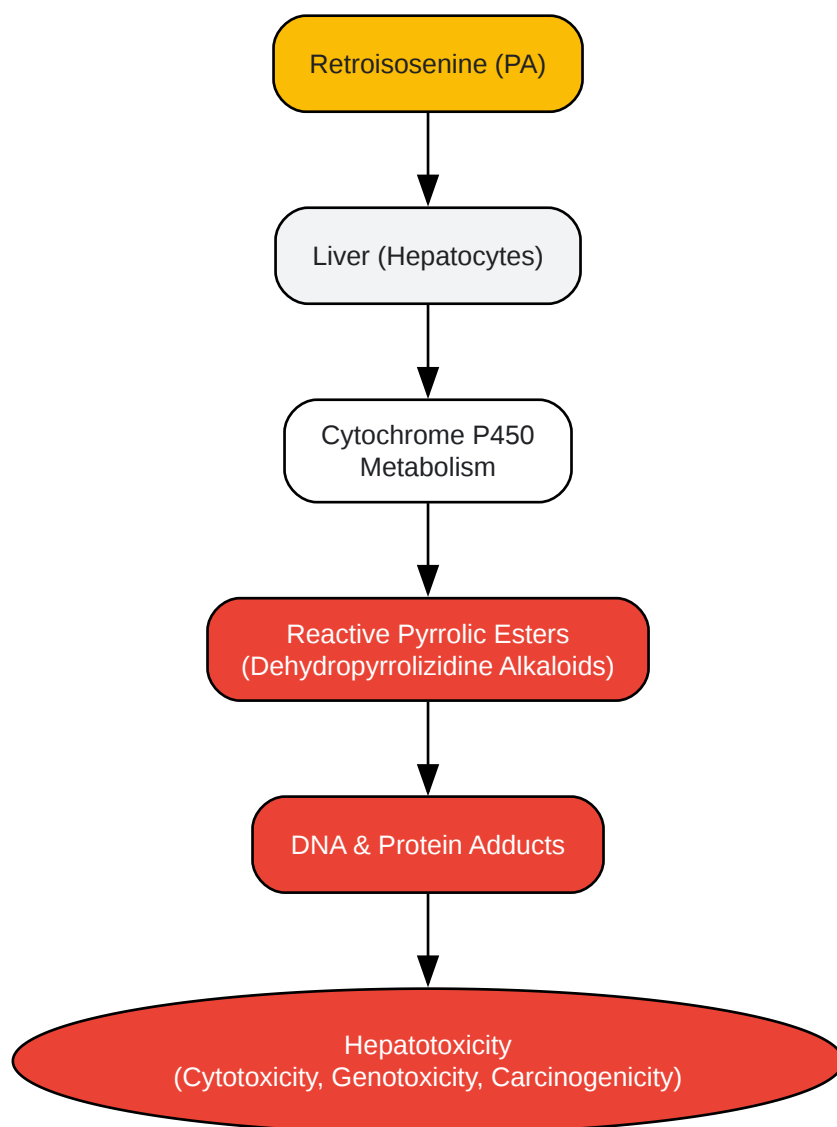 Retroisosenine (PA)
Liver (Hepatocytes)
Cytochrome P450
Metabolism
Reactive Pyrrolic Esters
(Dehydropyrrolizidine Alkaloids)
DNA & Protein Adducts
Hepatotoxicity
(Cytotoxicity, Genotoxicity, Carcinogenicity)